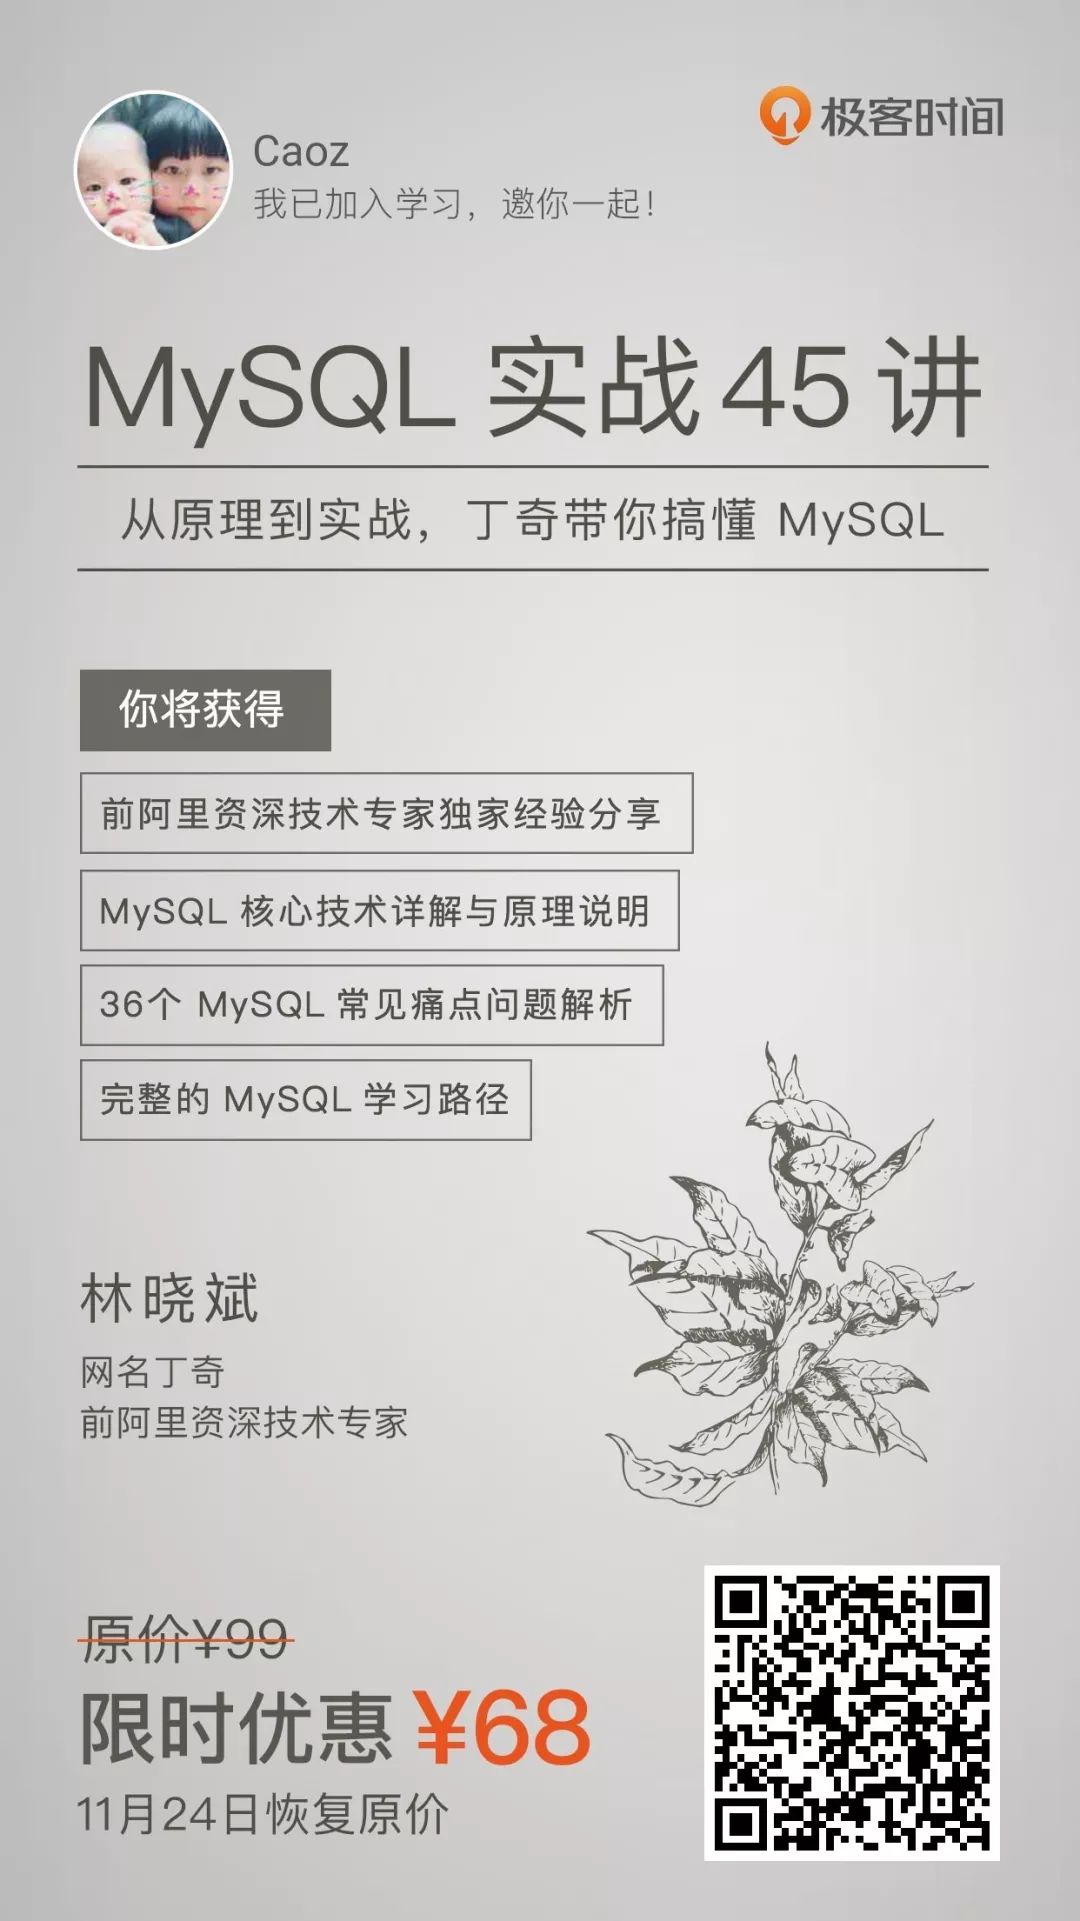 极客时间
Caoz
我已加入学习，邀你一起！
MySQL 实战 45 讲
从原理到实战，丁奇带你搞懂 MySQL
你将获得
前阿里资深技术专家独家经验分享
MySQL 核心技术详解与原理说明
36个 MySQL 常见痛点问题解析
完整的 MySQL 学习路径
林晓斌
网名丁奇
前阿里资深技术专家
原价¥99
限时优惠 ¥68
11月24日恢复原价